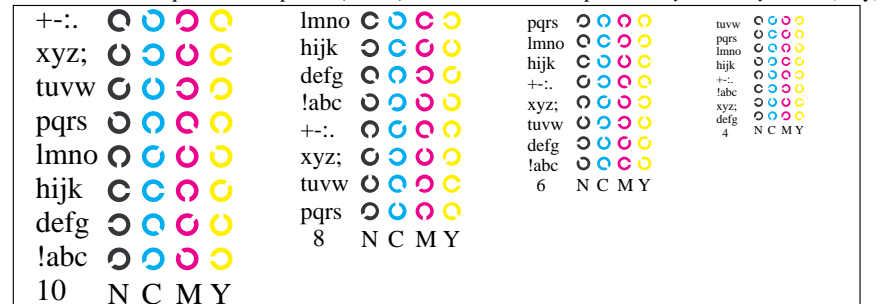 +-:.
xyz;
tuvw
pqrs
lmno
hijk
defg
!abc
10 N C M Y
lmno
hijk
defg
!abc
+-:.
xyz;
tuvw
pqrs
8 N C M Y
pqrs
lmno
hijk
+-:.
xyz;
tuvw
defg
!abc
6 N C M Y
tuvw
pqrs
lmno
hijk
+-:.
!abc
xyz;
defg
4 N C M Y